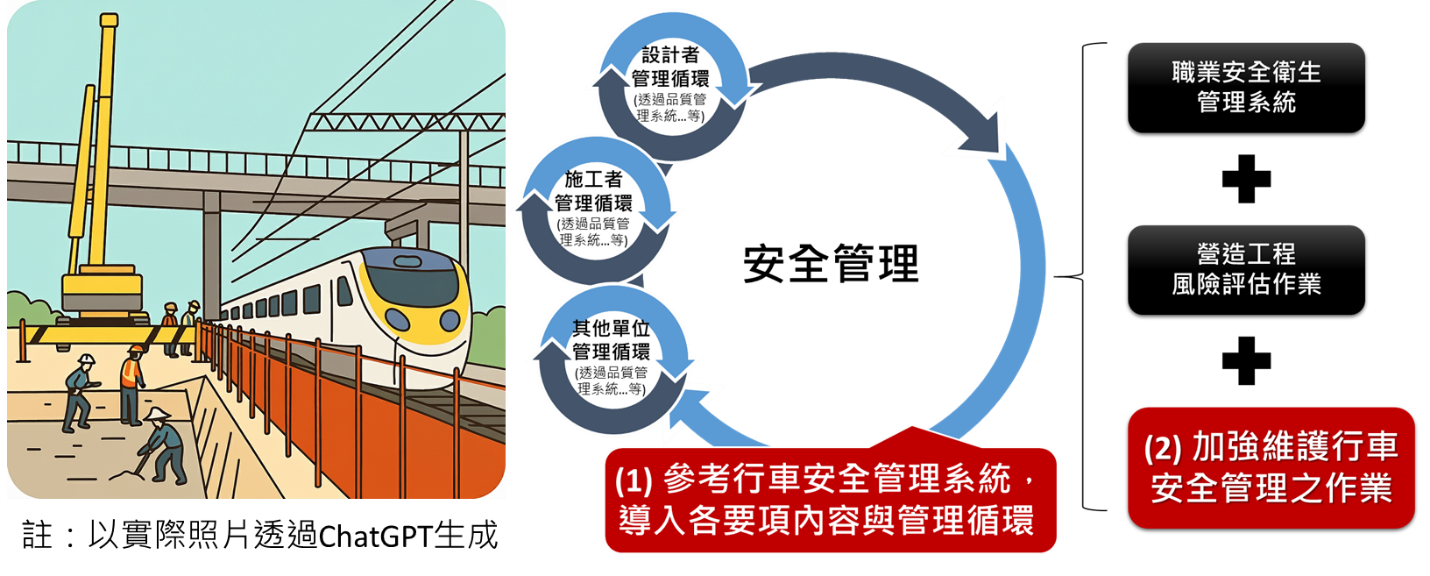 設計者
管理循環
(透過品質管
理系統…等)
施工者
管理循環
(透過品質管
理系統…等)
其他單位
管理循環
(透過品質管
理系統…等)
安全管理
(1) 參考行車安全管理系統，
導入各要項內容與管理循環
職業安全衛生
管理系統
營造工程
風險評估作業
(2) 加強維護行車
安全管理之作業
註：以實際照片透過ChatGPT生成